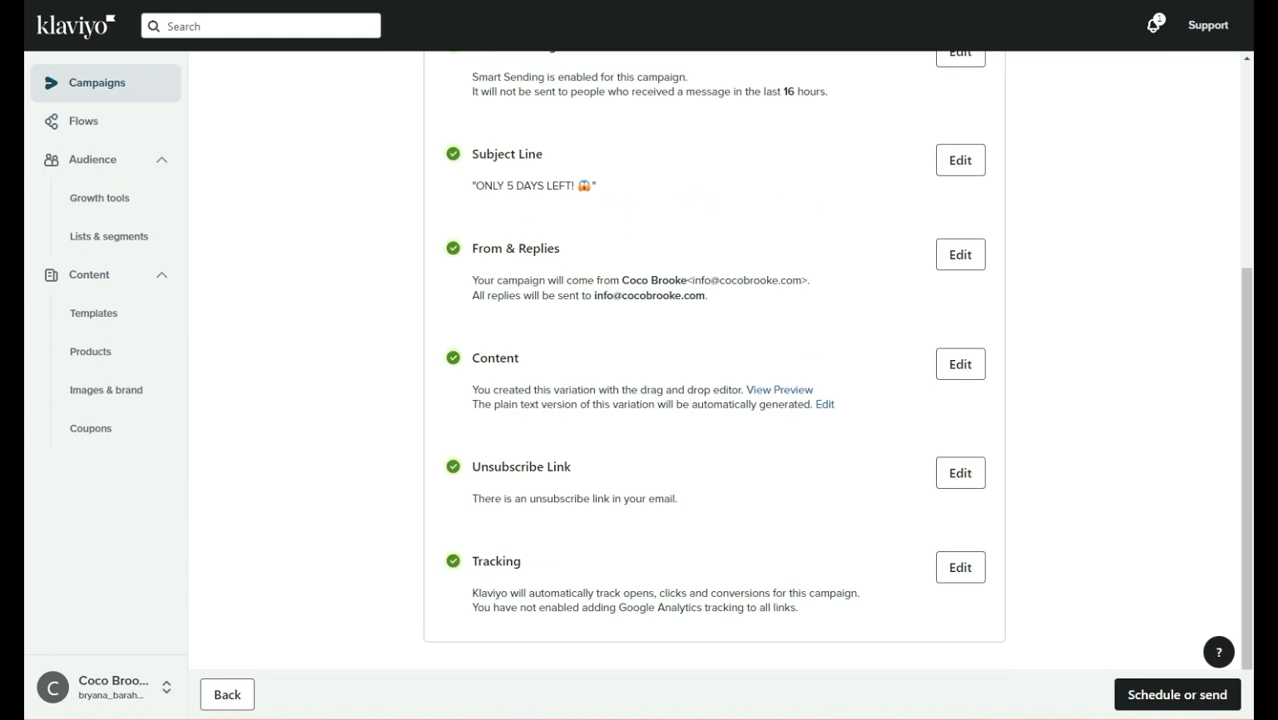 klaviyo
Search
1
Support
Campaigns
Flows
Audience
Growth tools
Lists & segments
Content
Templates
Products
Images & brand
Coupons
Edit
Smart Sending is enabled for this campaign.
It will not be sent to people who received a message in the last 16 hours.
Subject Line
Edit
"ONLY 5 DAYS LEFT! 😱"
From & Replies
Edit
Your campaign will come from Coco Brooke<info@cocobrooke.com>.
All replies will be sent to info@cocobrooke.com.
Content
Edit
You created this variation with the drag and drop editor. View Preview
The plain text version of this variation will be automatically generated. Edit
Unsubscribe Link
Edit
There is an unsubscribe link in your email.
Tracking
Edit
Klaviyo will automatically track opens, clicks and conversions for this campaign.
You have not enabled adding Google Analytics tracking to all links.
?
C
Coco Broo...
bryana_barah...
Back
Schedule or send